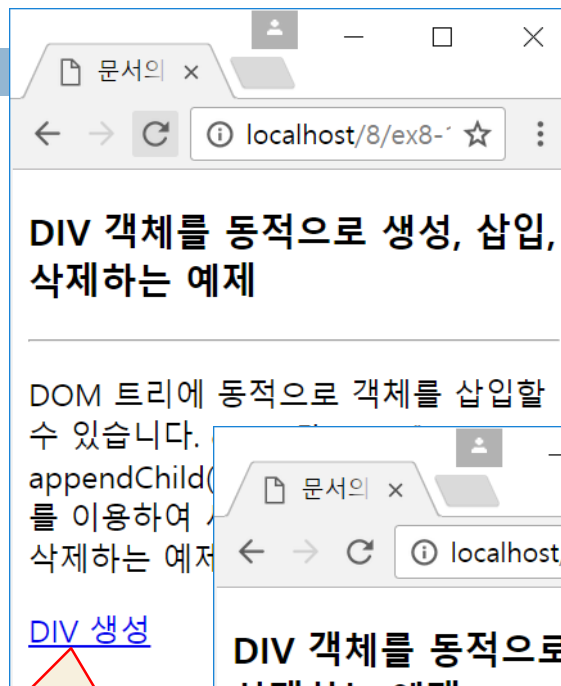 문서의
localhost/8/ex8-1
DIV 객체를 동적으로 생성, 삽입,
삭제하는 예제
DOM 트리에 동적으로 객체를 삽입할
수 있습니다.
appendChild(
를 이용하여
삭제하는 예제
DIV 생성
문서의
localhost/
DIV 객체를 동적으로